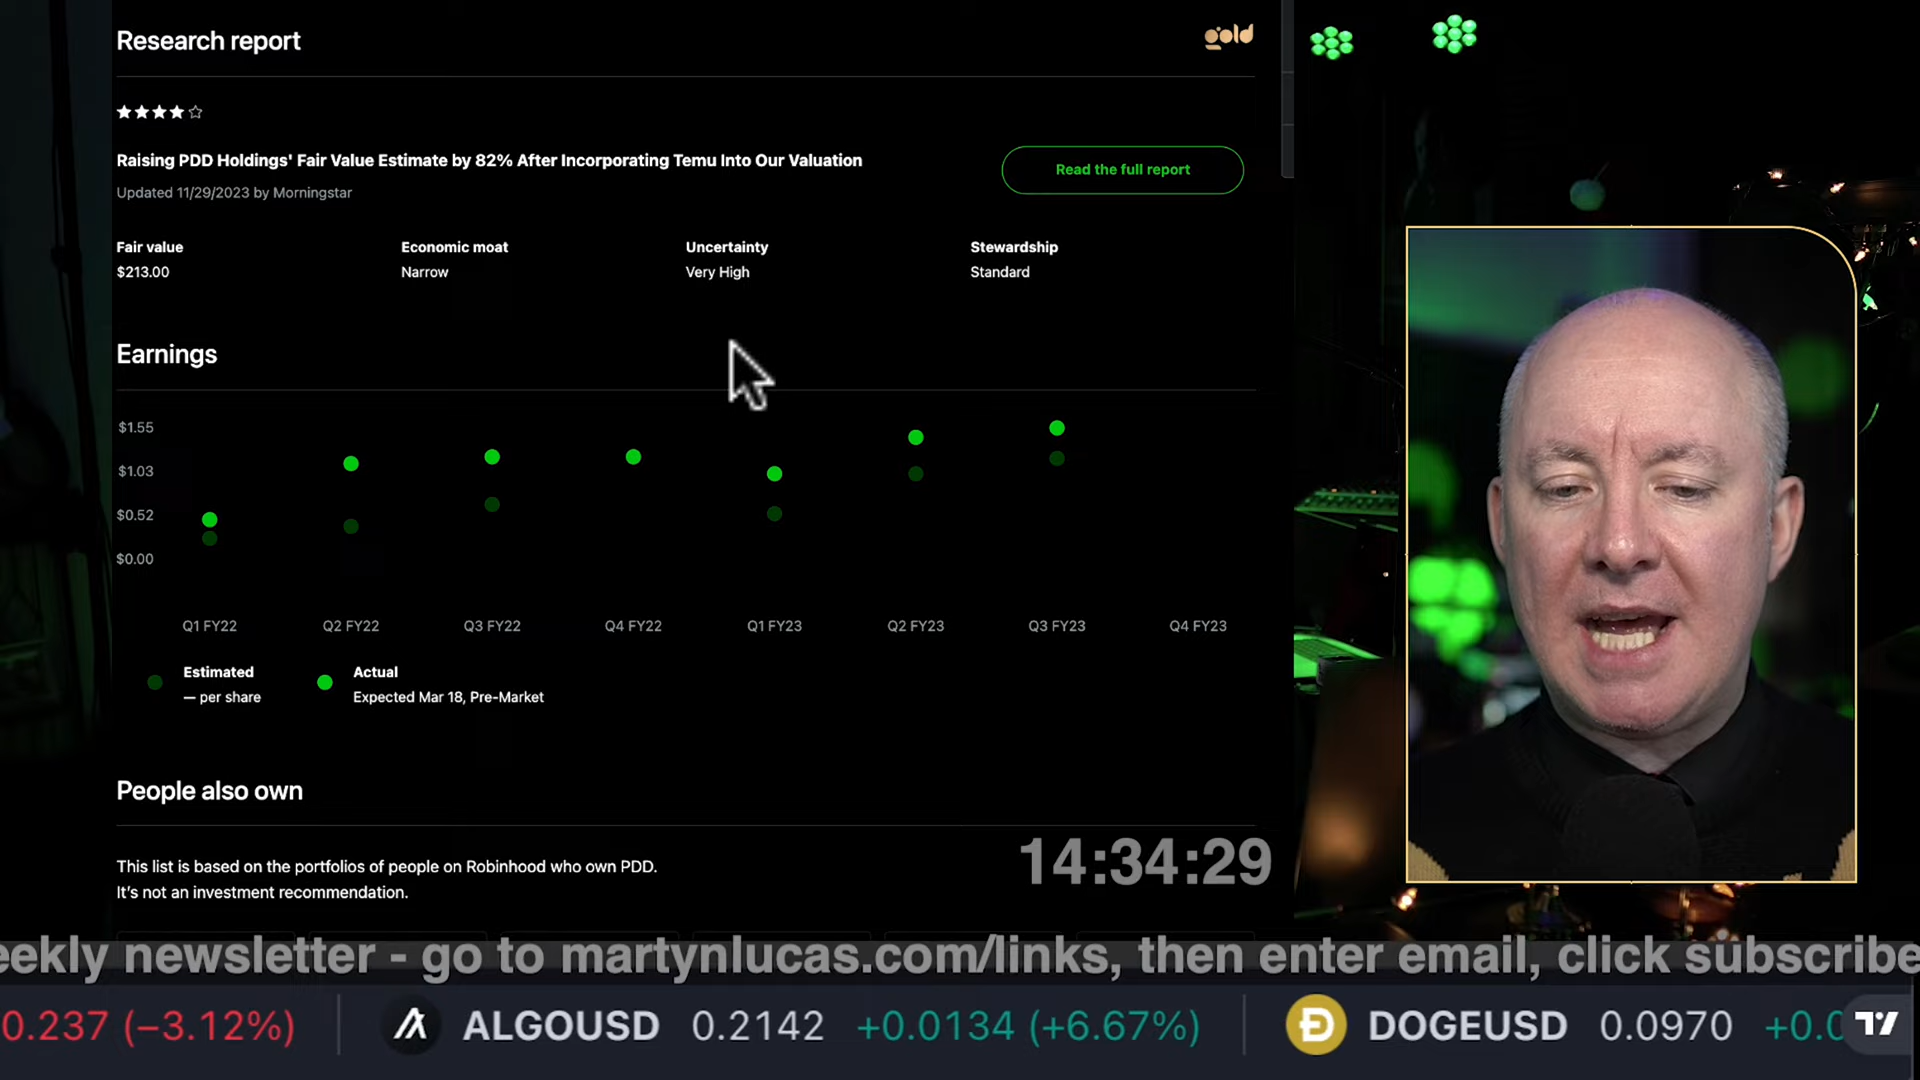 Research report
gold
Raising PDD Holdings' Fair Value Estimate by 82% After Incorporating Temu Into Our Valuation
Read the full report
Updated 11/29/2023 by Morningstar
Fair value
$213.00
Economic moat
Narrow
Uncertainty
Very High
Stewardship
Standard
Earnings
$1.55
$1.03
$0.52
$0.00
Q1 FY22
Q2 FY22
Q3 FY22
Q4 FY22
Q1 FY23
Q2 FY23
Q3 FY23
Q4 FY23
Estimated
— per share
Actual
Expected Mar 18, Pre-Market
People also own
This list is based on the portfolios of people on Robinhood who own PDD.
It's not an investment recommendation.
14:34:29
eekly newsletter - go to martynlucas.com/links, then enter email, click subscribe
0.237 (−3.12%) ALGOUSD 0.2142 +0.0134 (+6.67%) DOGEUSD 0.0970 +0.0